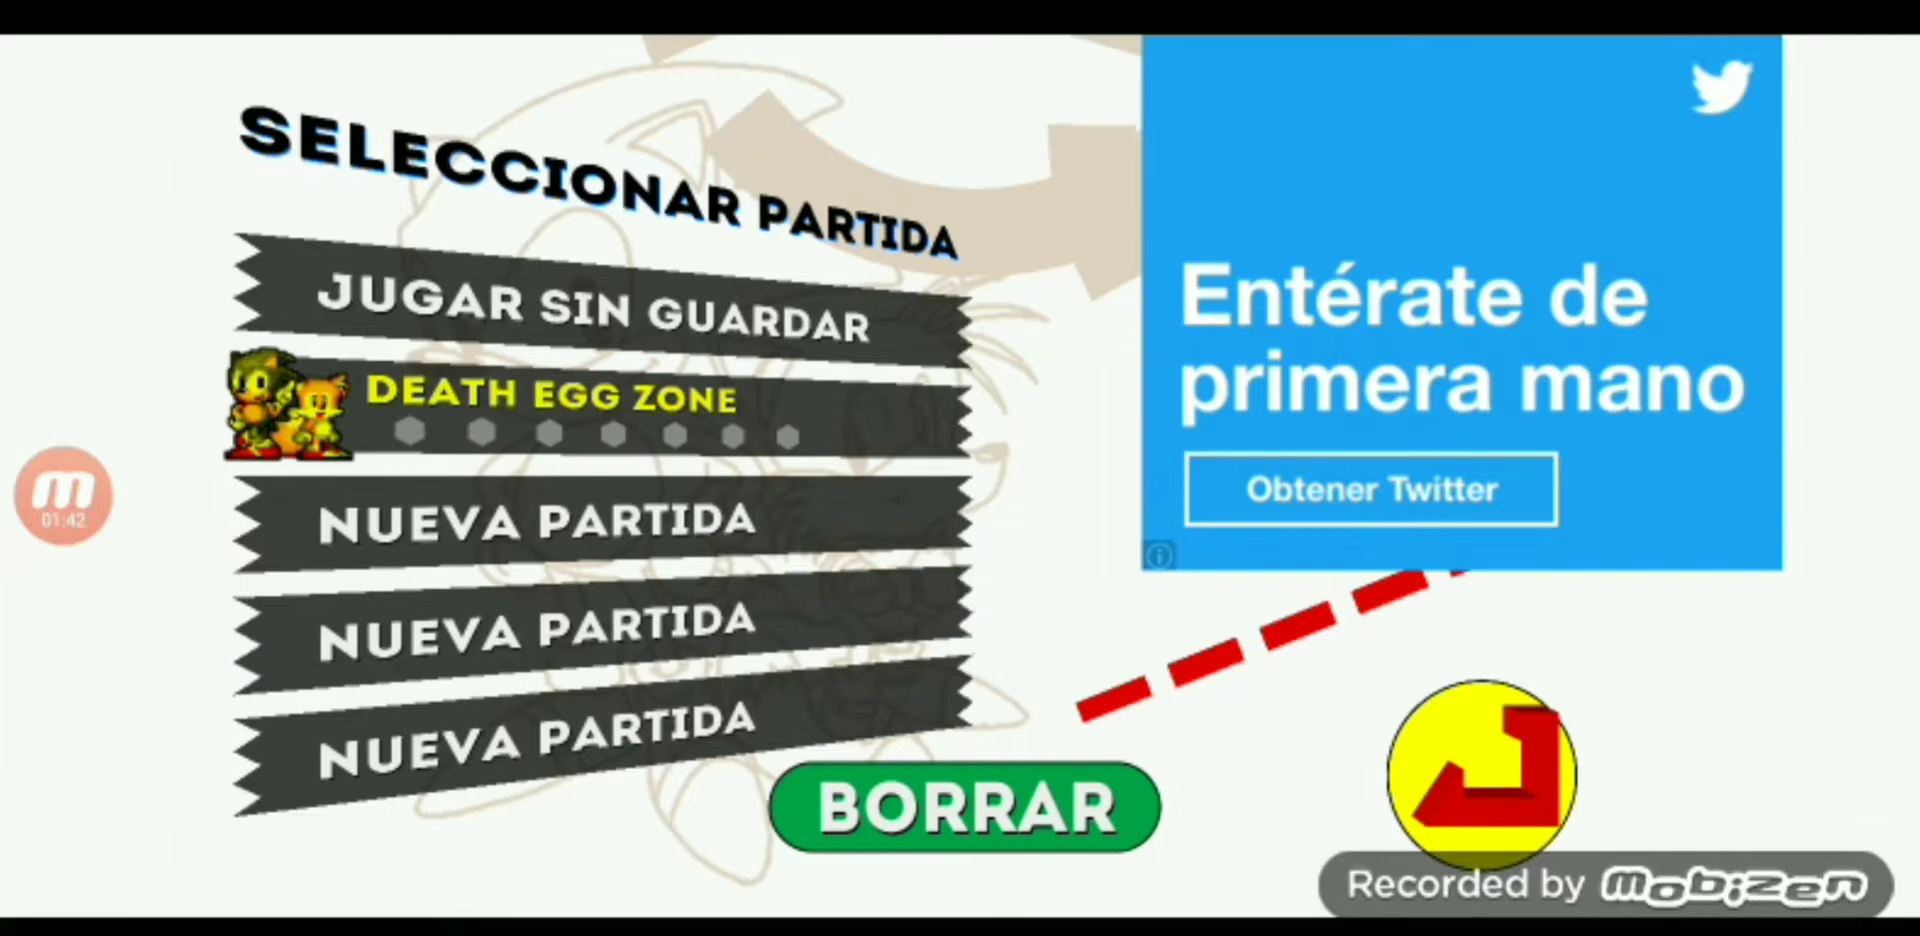 SELECCIONAR PARTIDA
JUGAR SIN GUARDAR
DEATH EGG ZONE
NUEVA PARTIDA
NUEVA PARTIDA
NUEVA PARTIDA
BORRAR
Entérate de
primera mano
Obtener Twitter
01:42
Recorded by mobizen